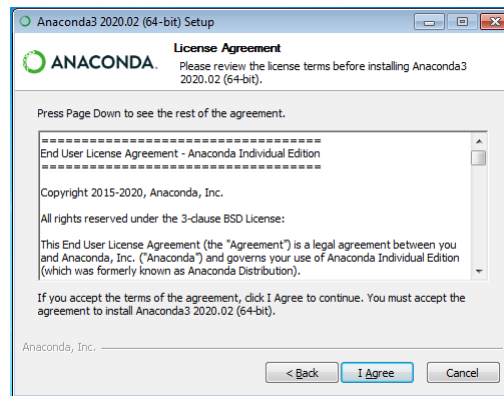 Anaconda3 2020.02 (64-bit) Setup
ANACONDA.
License Agreement
Please review the license terms before installing Anaconda3
2020.02 (64-bit).
Press Page Down to see the rest of the agreement.
=====================================
End User License Agreement - Anaconda Individual Edition
=====================================
Copyright 2015-2020, Anaconda, Inc.
All rights reserved under the 3-clause BSD License:
This End User License Agreement (the "Agreement") is a legal agreement between you
and Anaconda, Inc. ("Anaconda") and governs your use of Anaconda Individual Edition
(which was formerly known as Anaconda Distribution).
If you accept the terms of the agreement, click I Agree to continue. You must accept the
agreement to install Anaconda3 2020.02 (64-bit).
Anaconda, Inc.
< Back
I Agree
Cancel